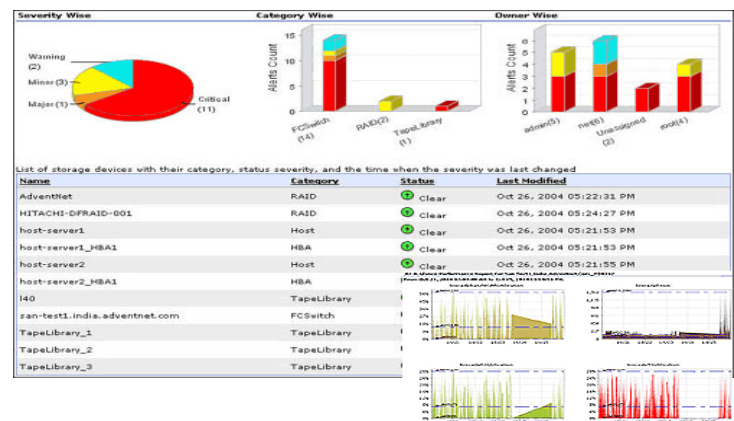 Severity Wise
Category Wise
Owner Wise
Warning
(2)
Minor(3)
Major(1)
Critical
(11)
Alerts Count
15
10
5
0
FCSwitch
(14)
RAID(2)
TapeLibrary
(1)
Alerts Count
6
5
4
3
2
1
0
admin(5)
net(6)
Unassigned
(2)
root(4)
List of storage devices with their category, status severity, and the time when the severity was last changed
Name Category Status Last Modified
AdventNet RAID Clear Oct 26, 2004 05:22:31 PM
HITACHI-DFRAID-001 RAID Clear Oct 26, 2004 05:24:27 PM
host-server1 Host Clear Oct 26, 2004 05:21:53 PM
host-server1_HBA1 HBA Clear Oct 26, 2004 05:21:53 PM
host-server2 Host Clear Oct 26, 2004 05:21:55 PM
host-server2_HBA1 HBA
l40 TapeLibrary
san-test1.india.adventnet.com FCSwitch
TapeLibrary_1 TapeLibrary
TapeLibrary_2 TapeLibrary
TapeLibrary_3 TapeLibrary